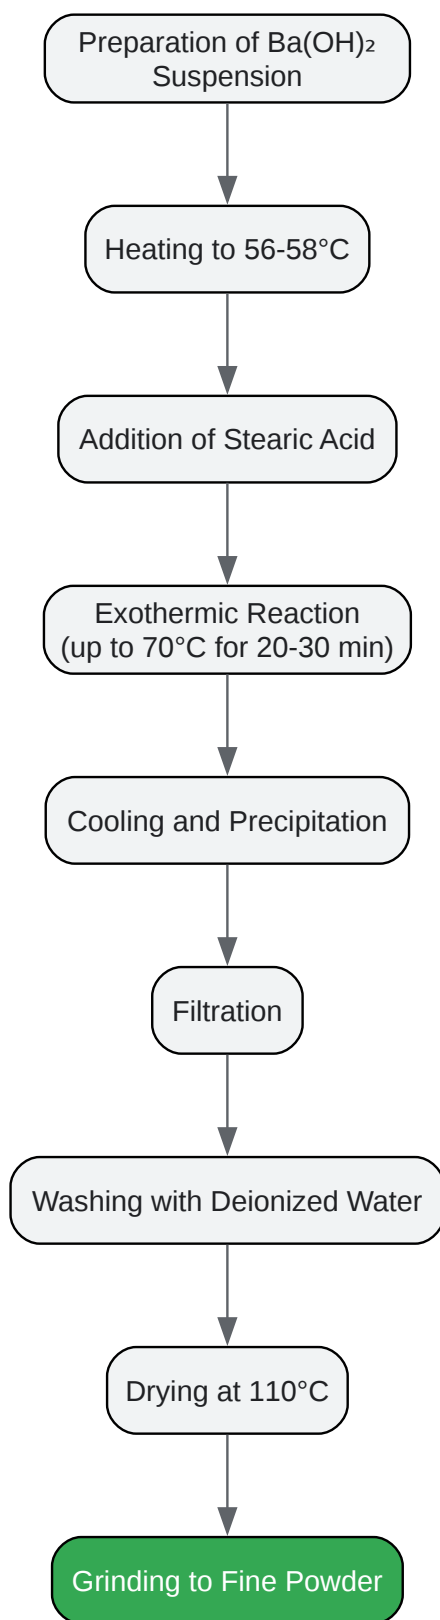 Preparation of Ba(OH)₂
Suspension
Heating to 56-58°C
Addition of Stearic Acid
Exothermic Reaction
(up to 70°C for 20-30 min)
Cooling and Precipitation
Filtration
Washing with Deionized Water
Drying at 110°C
Grinding to Fine Powder